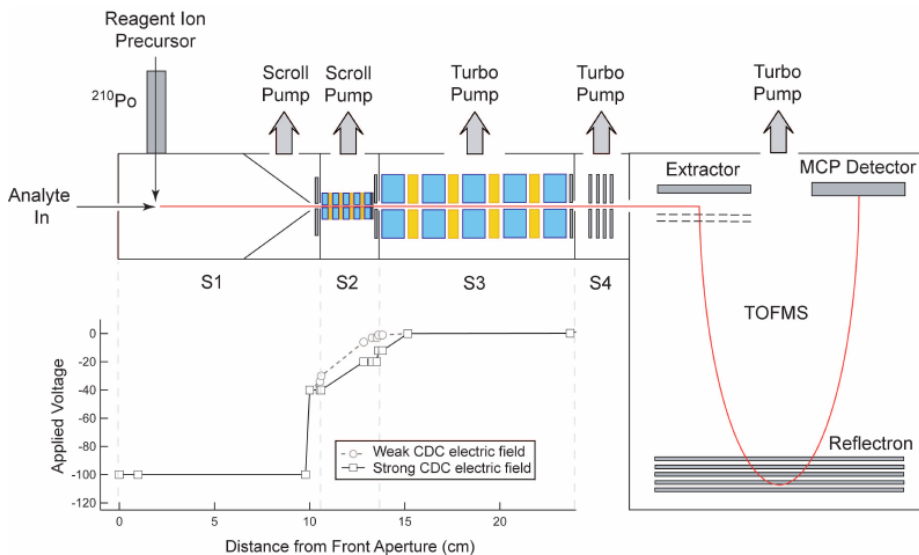 Reagent Ion
Precursor
210Po
Scroll
Pump
Scroll
Pump
Turbo
Pump
Turbo
Pump
Turbo
Pump
Analyte
In
Extractor
MCP Detector
S1
S2
S3
S4
TOFMS
Reflectron
Applied Voltage
0
-20
-40
-60
-80
-100
-120
Weak CDC electric field
Strong CDC electric field
0
5
10
15
20
Distance from Front Aperture (cm)